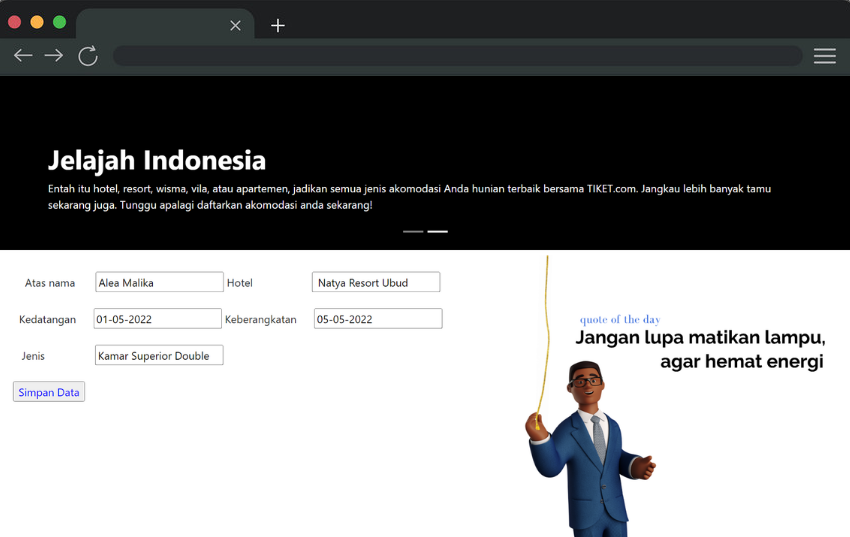 Jelajah Indonesia
Entah itu hotel, resort, wisma, vila, atau apartemen, jadikan semua jenis akomodasi Anda hunian terbaik bersama TIKET.com. Jangkau lebih banyak tamu
sekarang juga. Tunggu apalagi daftarkan akomodasi anda sekarang!
Atas nama Alea Malika Hotel Natya Resort Ubud
Kedatangan 01-05-2022 Keberangkatan 05-05-2022
Jenis Kamar Superior Double
Simpan Data
quote of the day
Jangan lupa matikan lampu,
agar hemat energi